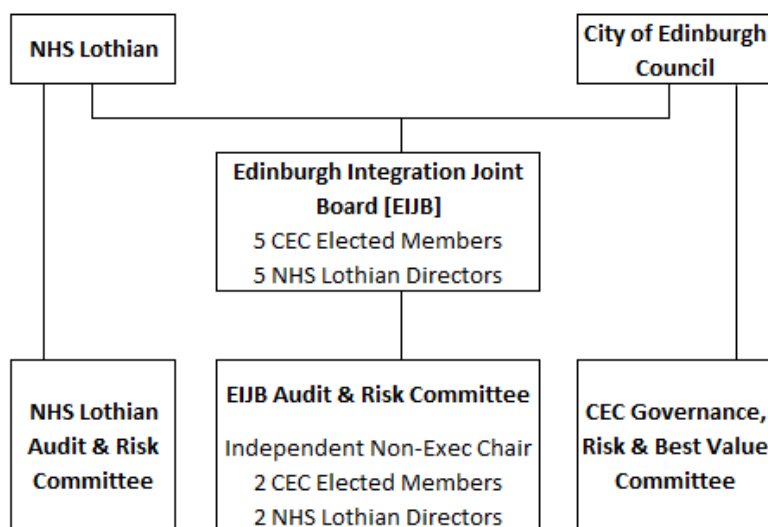 NHS Lothian
City of Edinburgh
Council
Edinburgh Integration Joint
Board [EIJB]
5 CEC Elected Members
5 NHS Lothian Directors
NHS Lothian
Audit & Risk
Committee
EIJB Audit & Risk Committee
Independent Non-Exec Chair
2 CEC Elected Members
2 NHS Lothian Directors
CEC Governance,
Risk & Best Value
Committee